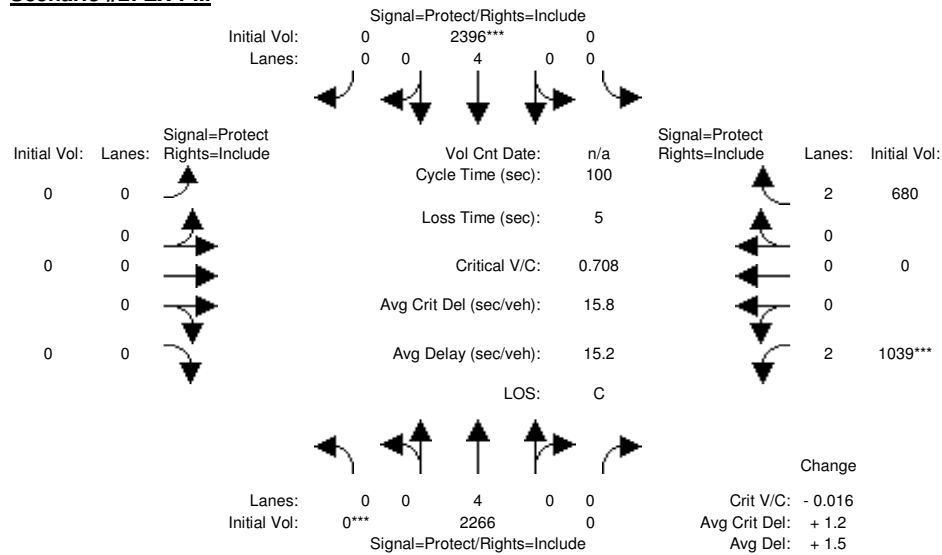 Signal=Protect/Rights=Include
Initial Vol: 0 2396*** 0
Lanes: 0 0 4 0 0
Signal=Protect Signal=Protect
Initial Vol: Lanes: Rights=Include Vol Cnt Date: n/a Rights=Include Lanes: Initial Vol:
Cycle Time (sec): 100
0 0 2 680
Loss Time (sec): 5
0 0
0 0 Critical V/C: 0.708 0 0
0 Avg Crit Del (sec/veh): 15.8 0
0 0 Avg Delay (sec/veh): 15.2 2 1039***
LOS: C
Change
Lanes: 0 0 4 0 0 Crit V/C: - 0.016
Initial Vol: 0*** 2266 0 Avg Crit Del: + 1.2
Signal=Protect/Rights=Include Avg Del: + 1.5